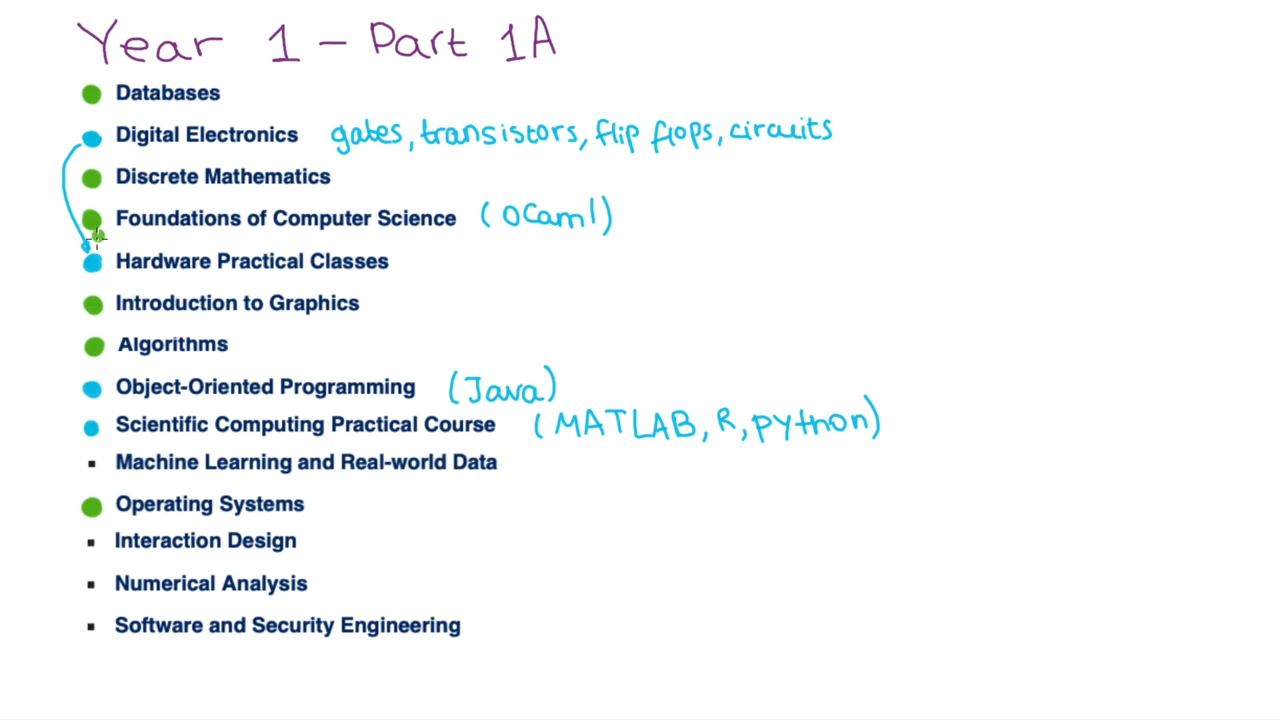 Year 1 - Part 1A
Databases
Digital Electronics gates, transistors, flip flops, circuits
Discrete Mathematics
Foundations of Computer Science (OCaml)
Hardware Practical Classes
Introduction to Graphics
Algorithms
Object-Oriented Programming (Java)
Scientific Computing Practical Course (MATLAB, R, python)
Machine Learning and Real-world Data
Operating Systems
Interaction Design
Numerical Analysis
Software and Security Engineering